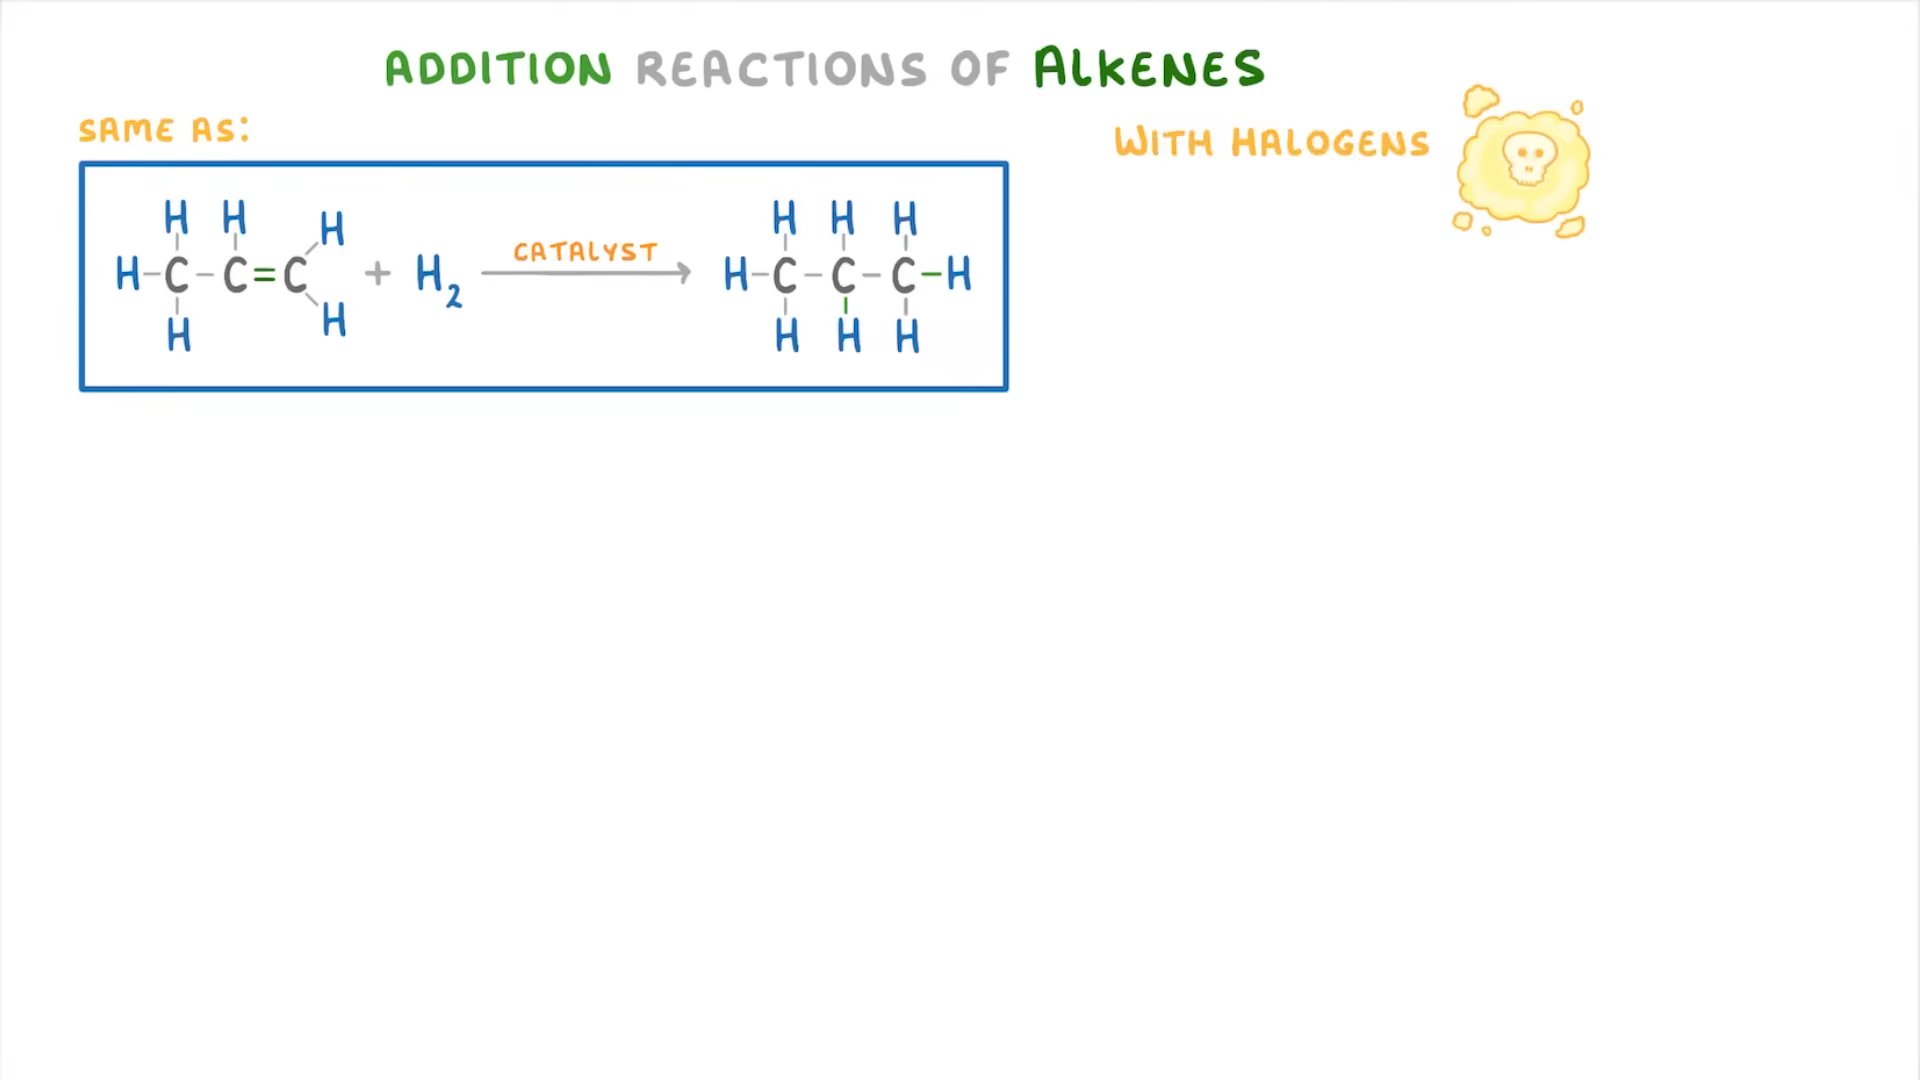 ADDITION REACTIONS OF ALKENES
SAME AS:
WITH HALOGENS
H H H
H-C-C=C + H₂ CATALYST → H-C-C-C-H
H H
H H H
H H H